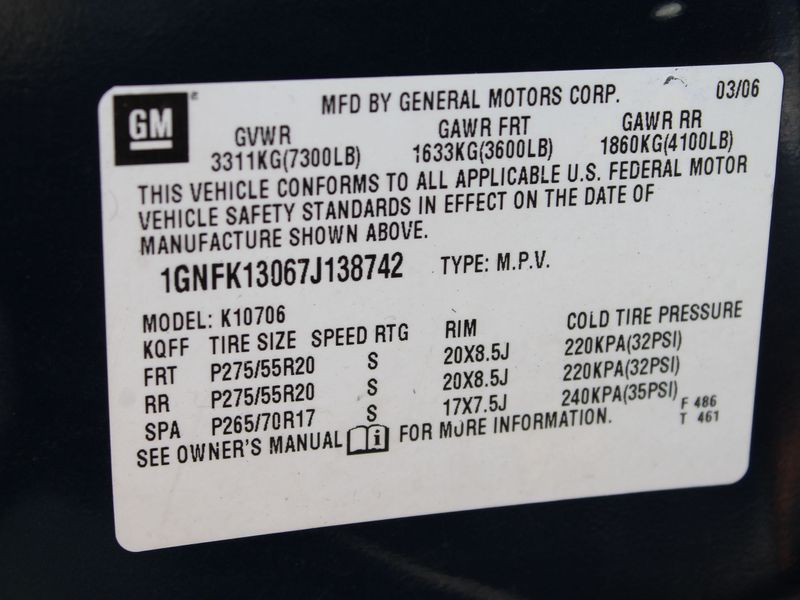 GM
MFD BY GENERAL MOTORS CORP. 03/06
GVWR GAWR FRT GAWR RR
3311KG(7300LB) 1633KG(3600LB) 1860KG(4100LB)
THIS VEHICLE CONFORMS TO ALL APPLICABLE U.S. FEDERAL MOTOR
VEHICLE SAFETY STANDARDS IN EFFECT ON THE DATE OF
MANUFACTURE SHOWN ABOVE.
1GNFK13067J138742 TYPE: M.P.V.
MODEL: K10706
KQFF TIRE SIZE SPEED RTG RIM COLD TIRE PRESSURE
FRT P275/55R20 S 20X8.5J 220KPA(32PSI)
RR P275/55R20 S 20X8.5J 220KPA(32PSI)
SPA P265/70R17 S 17X7.5J 240KPA(35PSI)
F 486
T 461
SEE OWNER'S MANUAL FOR MORE INFORMATION.